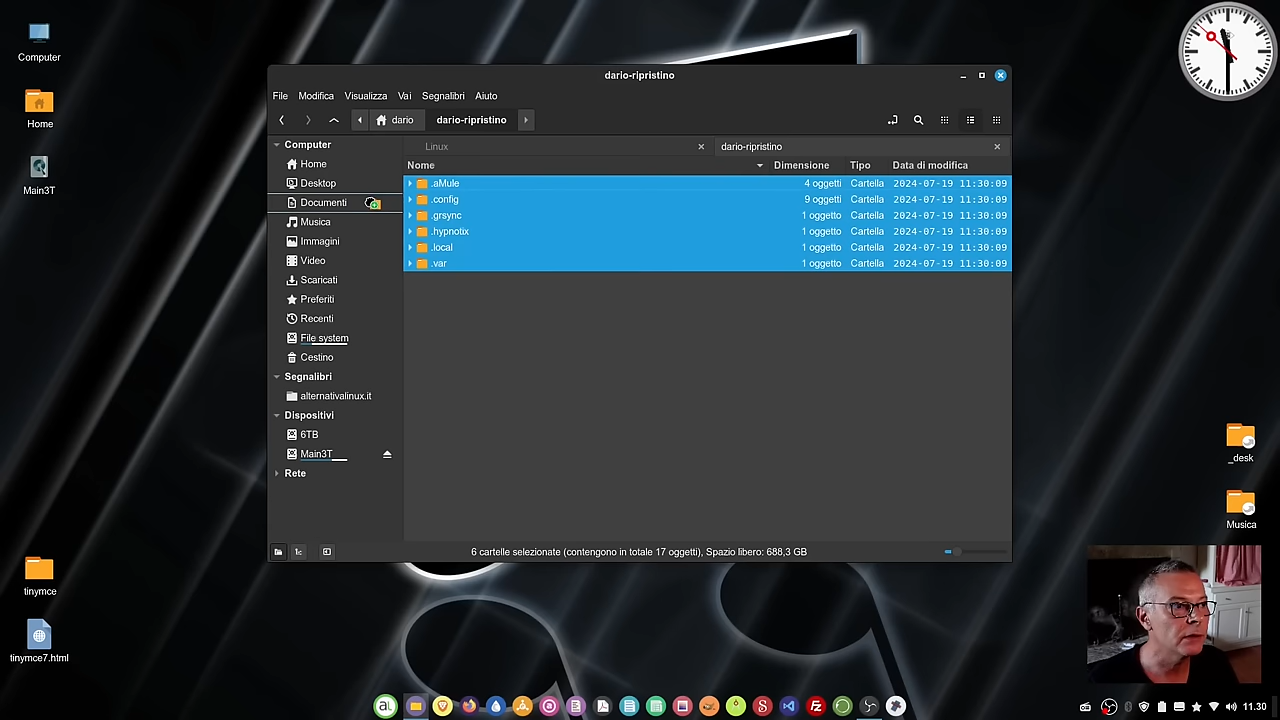 Computer
Home
Main3T
tinymce
tinymce7.html
dario-ripristino
File Modifica Visualizza Vai Segnalibri Aiuto
dario dario-ripristino
Computer
Home
Desktop
Documenti
Musica
Immagini
Video
Scaricati
Preferiti
Recenti
File system
Cestino
Segnalibri
alternativalinux.it
Dispositivi
6TB
Main3T
Rete
Linux dario-ripristino
Nome Dimensione Tipo Data di modifica
.aMule 4 oggetti Cartella 2024-07-19 11:30:09
.config 9 oggetti Cartella 2024-07-19 11:30:09
.grsync 1 oggetto Cartella 2024-07-19 11:30:09
.hypnotix 1 oggetto Cartella 2024-07-19 11:30:09
.local 1 oggetto Cartella 2024-07-19 11:30:09
.var 1 oggetto Cartella 2024-07-19 11:30:09
6 cartelle selezionate (contengono in totale 17 oggetti), Spazio libero: 688,3 GB
_desk
Musica
al
11.30